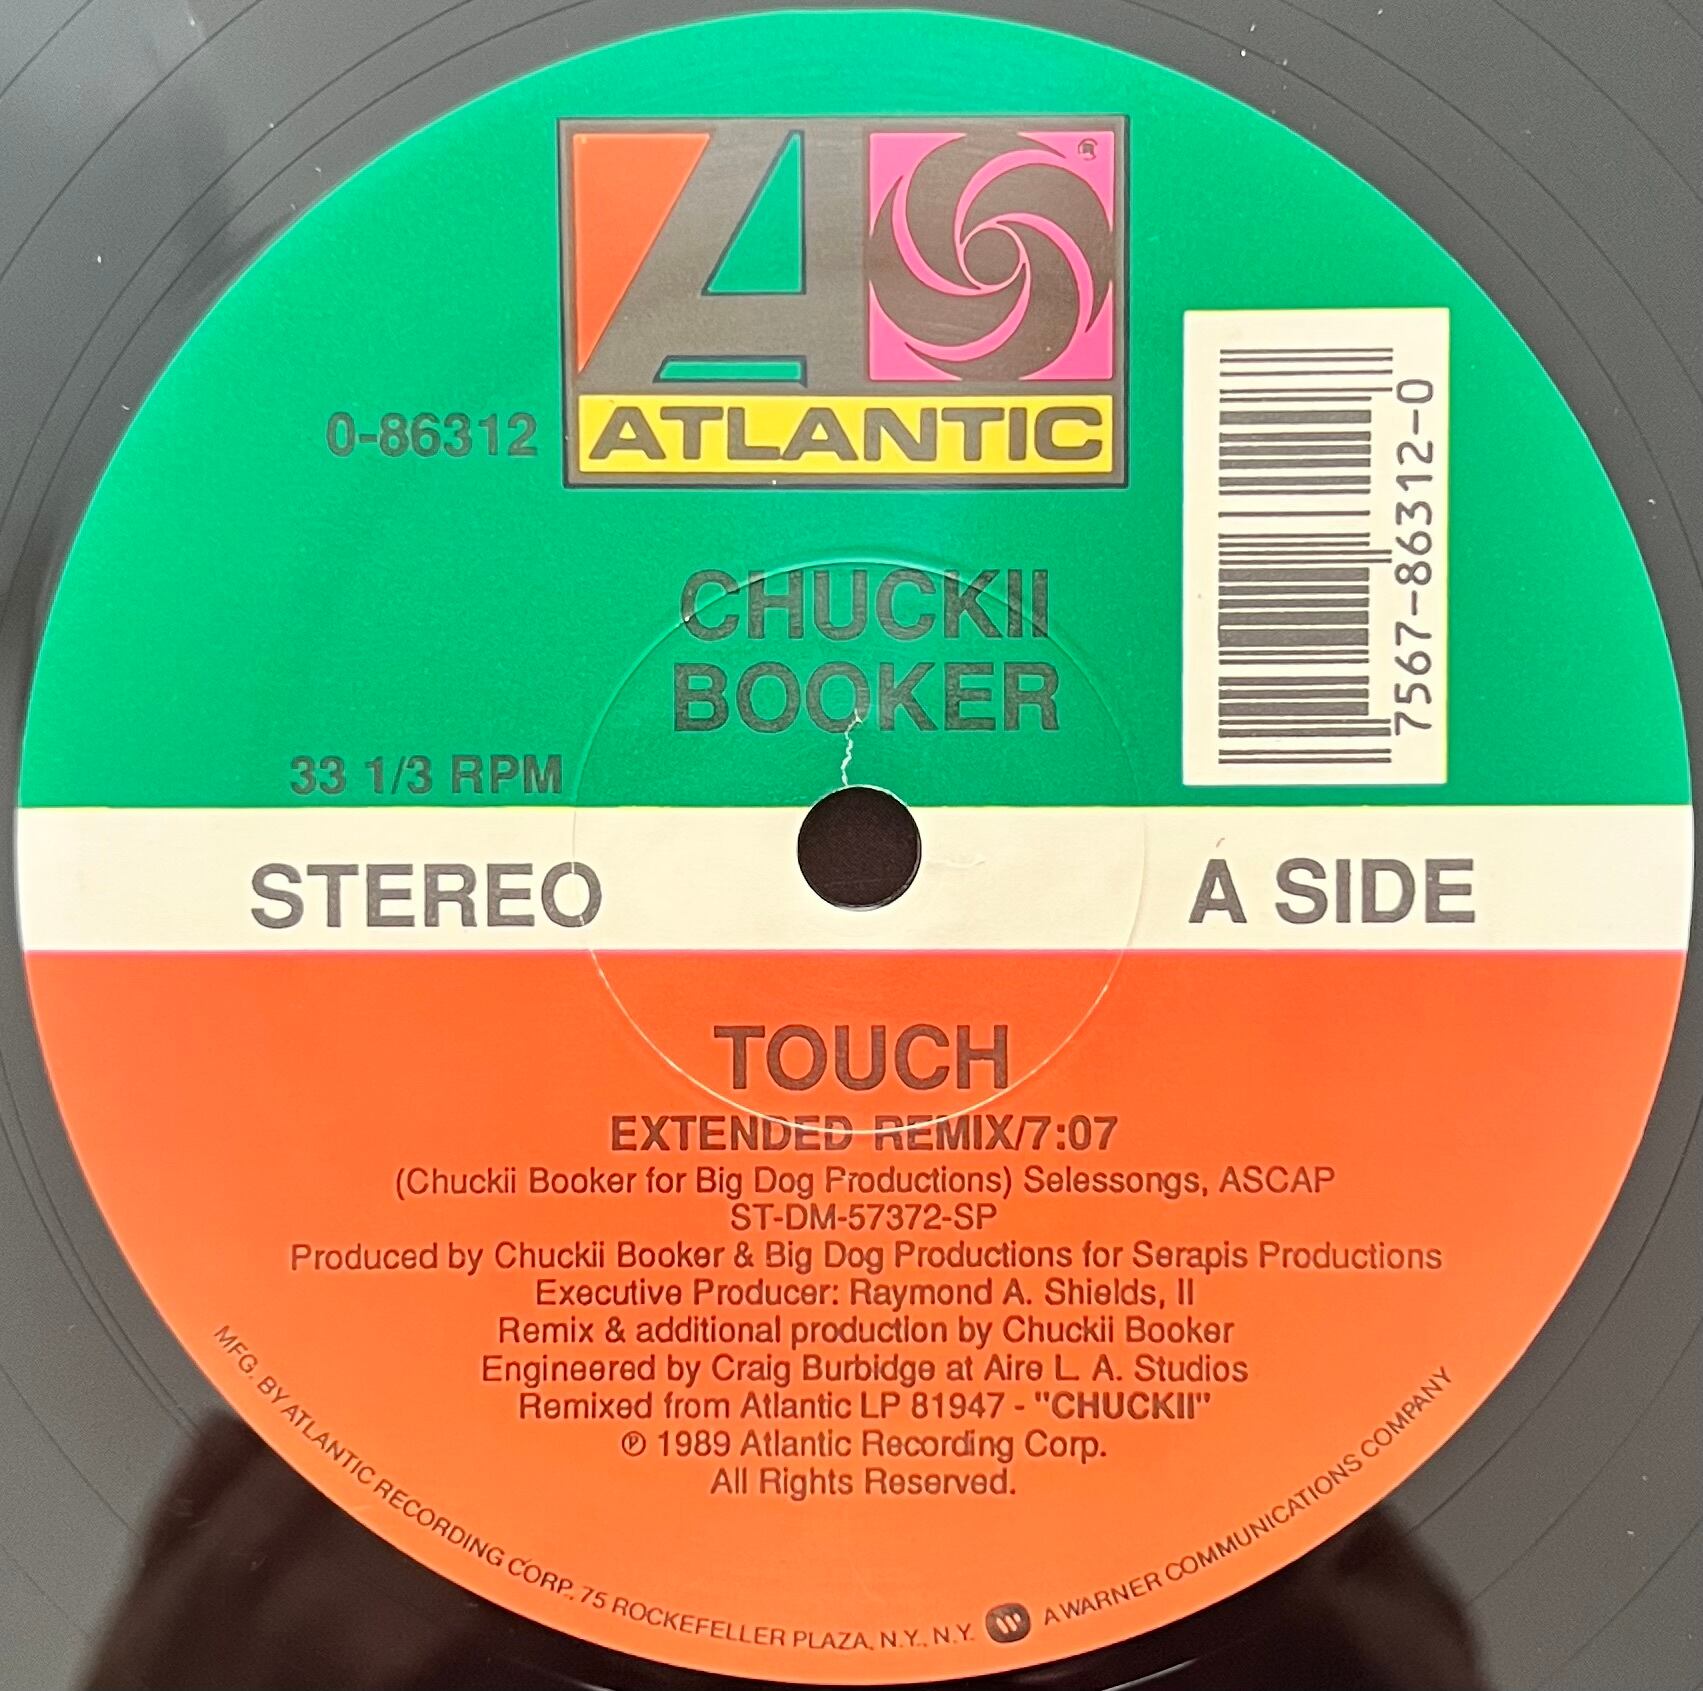 ®
ATLANTIC
0-86312
7567-86312-0
CHUCKII
BOOKER
33 1/3 RPM
STEREO
A SIDE
TOUCH
EXTENDED REMIX/7:07
(Chuckii Booker for Big Dog Productions) Selessongs, ASCAP
ST-DM-57372-SP
Produced by Chuckii Booker & Big Dog Productions for Serapis Productions
Executive Producer: Raymond A. Shields, II
Remix & additional production by Chuckii Booker
Engineered by Craig Burbidge at Aire L. A. Studios
Remixed from Atlantic LP 81947 - "CHUCKII"
℗ 1989 Atlantic Recording Corp.
All Rights Reserved.
MFG. BY ATLANTIC RECORDING CORP., 75 ROCKEFELLER PLAZA, N.Y., N.Y. W A WARNER COMMUNICATIONS COMPANY